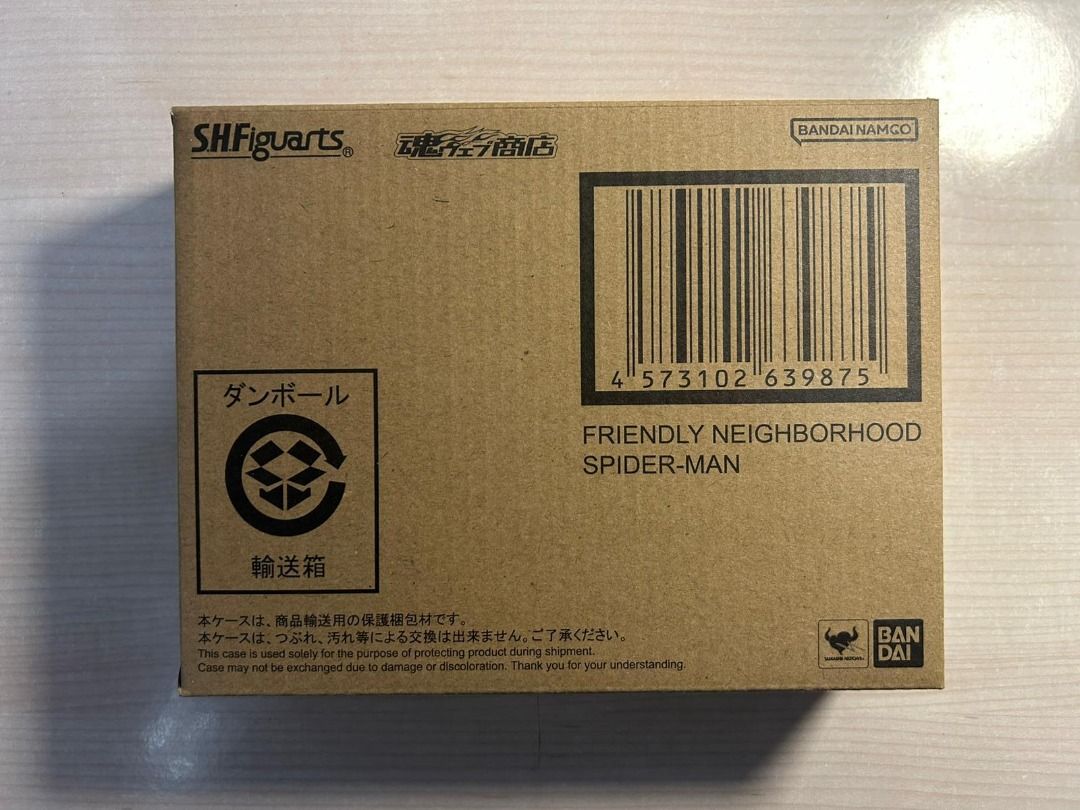 S.H.Figuarts®
魂ウェブ商店
BANDAI NAMCO
4 573102 639875
FRIENDLY NEIGHBORHOOD
SPIDER-MAN
ダンボール
輸送箱
本ケースは、商品輸送用の保護梱包材です。
本ケースは、つぶれ、汚れ等による交換は出来ません。ご了承ください。
This case is used solely for the purpose of protecting product during shipment.
Case may not be exchanged due to damage or discoloration. Thank you for your understanding.
TAMASHII NATIONS
BAN
DAI